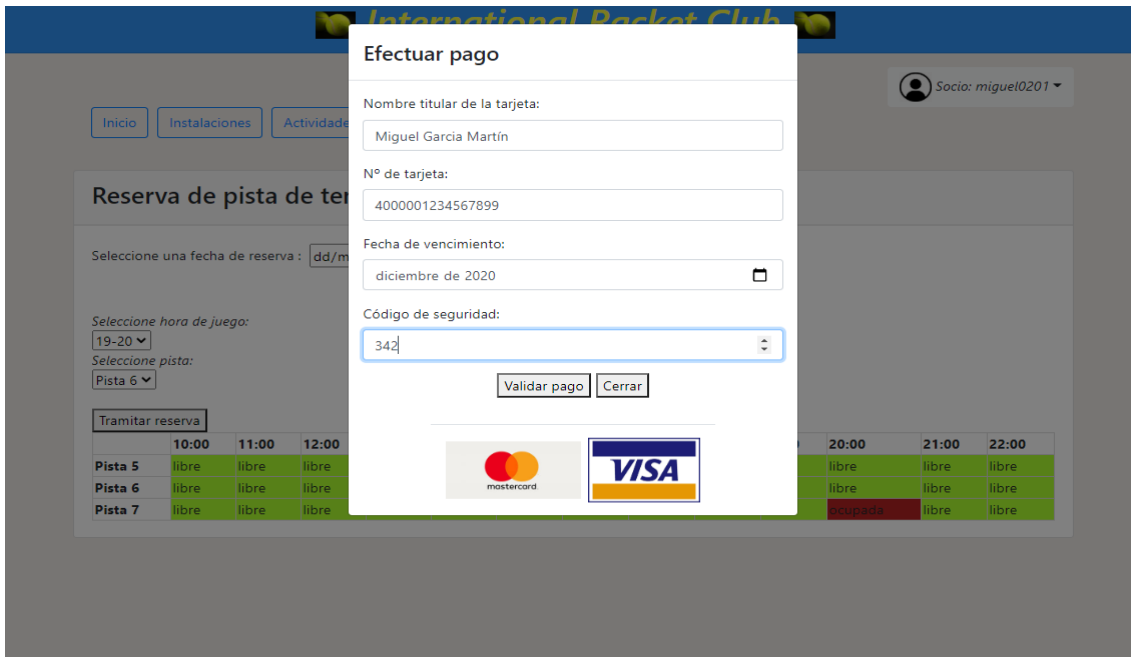 International Racket Club
Efectuar pago
Socio: miguel0201
Nombre titular de la tarjeta:
Inicio Instalaciones Actividade
Miguel Garcia Martín
Nº de tarjeta:
Reserva de pista de ter
4000001234567899
Fecha de vencimiento:
Seleccione una fecha de reserva : dd/m
diciembre de 2020
Código de seguridad:
Seleccione hora de juego:
19-20
342
Seleccione pista:
Pista 6
Validar pago Cerrar
Tramitar reserva
10:00 11:00 12:00 20:00 21:00 22:00
Pista 5 libre libre libre libre libre libre
Pista 6 libre libre libre libre libre libre
Pista 7 libre libre libre ocupada libre libre
mastercard.
VISA